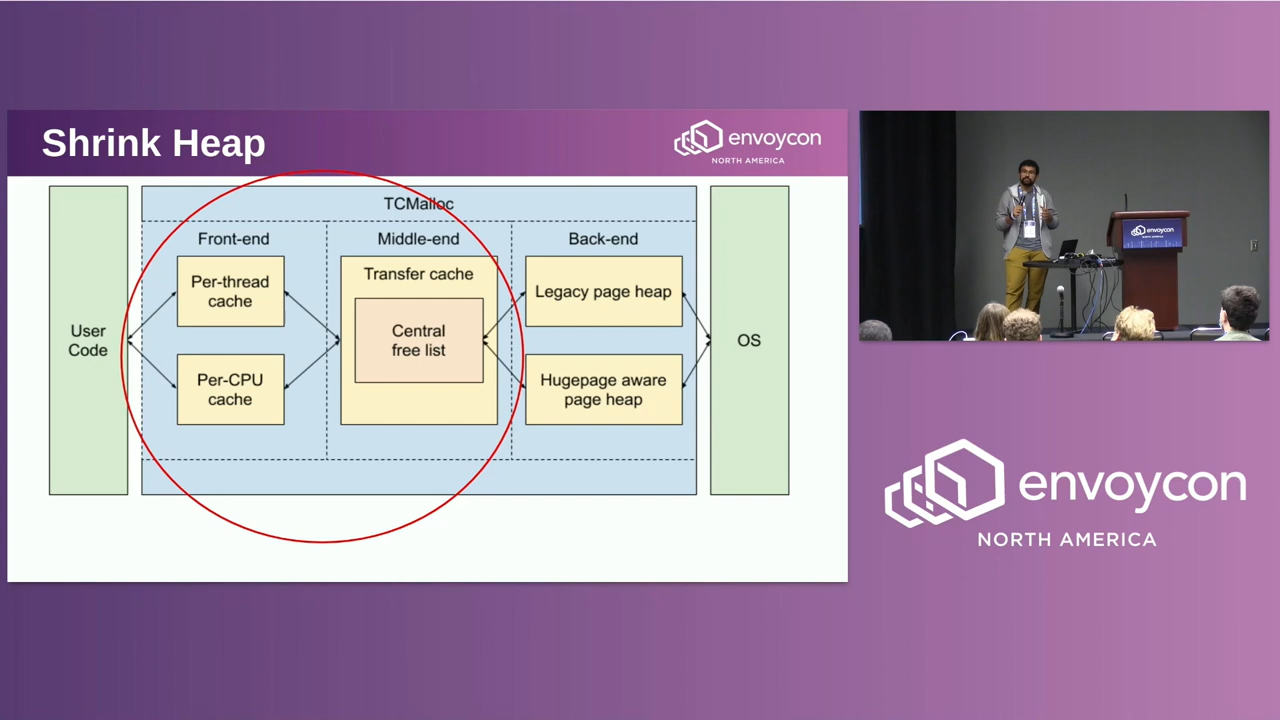 Shrink Heap
envoycon
NORTH AMERICA
TCMalloc
Front-end
Middle-end
Back-end
User
Code
Per-thread
cache
Per-CPU
cache
Transfer cache
Central
free list
Legacy page heap
Hugepage aware
page heap
OS
envoycon
envoycon
NORTH AMERICA